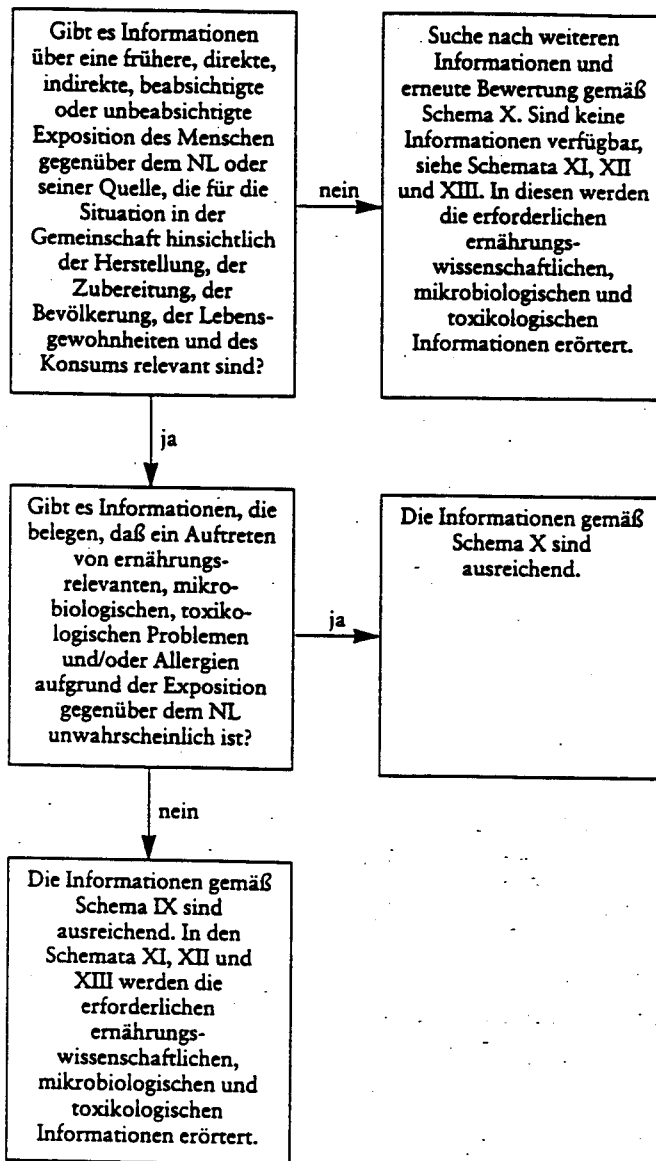 Gibt es Informationen
über eine frühere, direkte,
indirekte, beabsichtigte
oder unbeabsichtigte
Exposition des Menschen
gegenüber dem NL oder
seiner Quelle, die für die
Situation in der
Gemeinschaft hinsichtlich
der Herstellung, der
Zubereitung, der
Bevölkerung, der Lebens-
gewohnheiten und des
Konsums relevant sind?
nein
Suche nach weiteren
Informationen und
erneute Bewertung gemäß
Schema X. Sind keine
Informationen verfügbar,
siehe Schemata XI, XII
und XIII. In diesen werden
die erforderlichen
ernährungs-
wissenschaftlichen,
mikrobiologischen und
toxikologischen
Informationen erörtert.
ja
Gibt es Informationen, die
belegen, daß ein Auftreten
von ernährungs-
relevanten, mikro-
biologischen, toxiko-
logischen Problemen
und/oder Allergien
aufgrund der Exposition
gegenüber dem NL
unwahrscheinlich ist?
ja
Die Informationen gemäß
Schema X sind
ausreichend.
nein
Die Informationen gemäß
Schema IX sind
ausreichend. In den
Schemata XI, XII und
XIII werden die
erforderlichen
ernährungs-
wissenschaftlichen,
mikrobiologischen und
toxikologischen
Informationen erörtert.